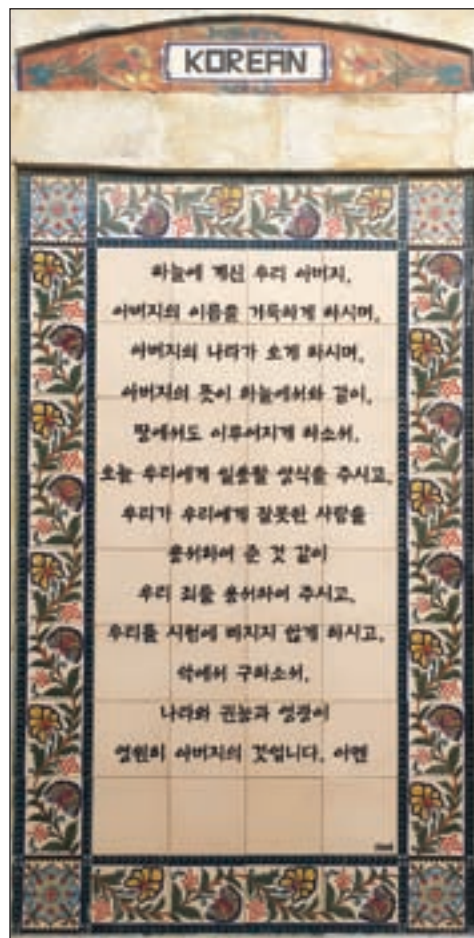 KOREAN
하늘에 계신 우리 아버지,
아버지의 이름을 거룩하게 하시며,
아버지의 나라가 오게 하시며,
아버지의 뜻이 하늘에서와 같이,
땅에서도 이루어지게 하소서.
오늘 우리에게 일용할 양식을 주시고,
우리가 우리에게 잘못한 사람을
용서하여 준 것 같이
우리 죄를 용서하여 주시고,
우리를 시험에 빠지지 않게 하시고,
악에서 구하소서.
나라와 권능과 영광이
영원히 아버지의 것입니다. 아멘